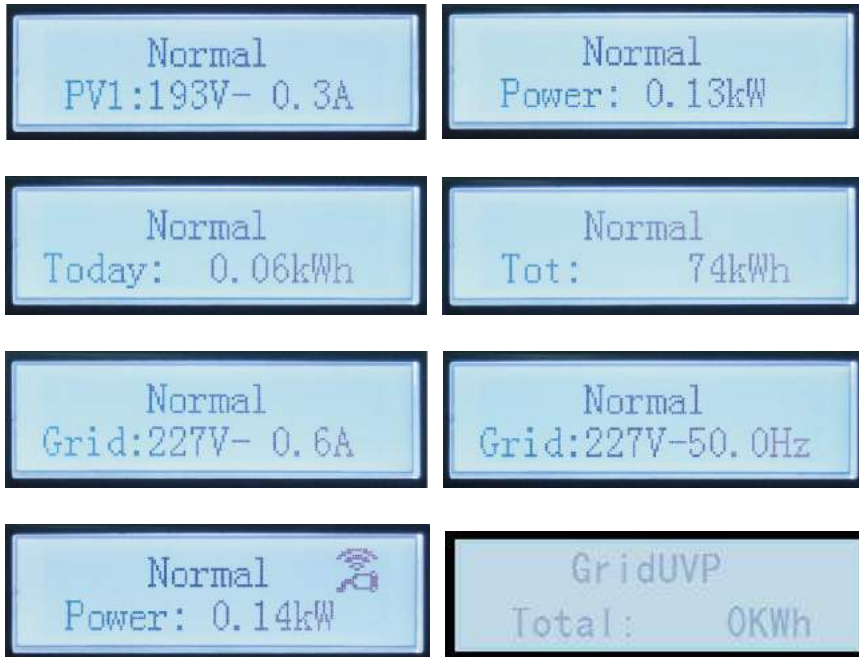 Normal
PV1:193V- 0.3A
Normal
Power: 0.13kW
Normal
Today: 0.06kWh
Normal
Tot: 74kWh
Normal
Grid:227V- 0.6A
Normal
Grid:227V-50.0Hz
Normal
Power: 0.14kW
GridUVP
Total: 0KWh